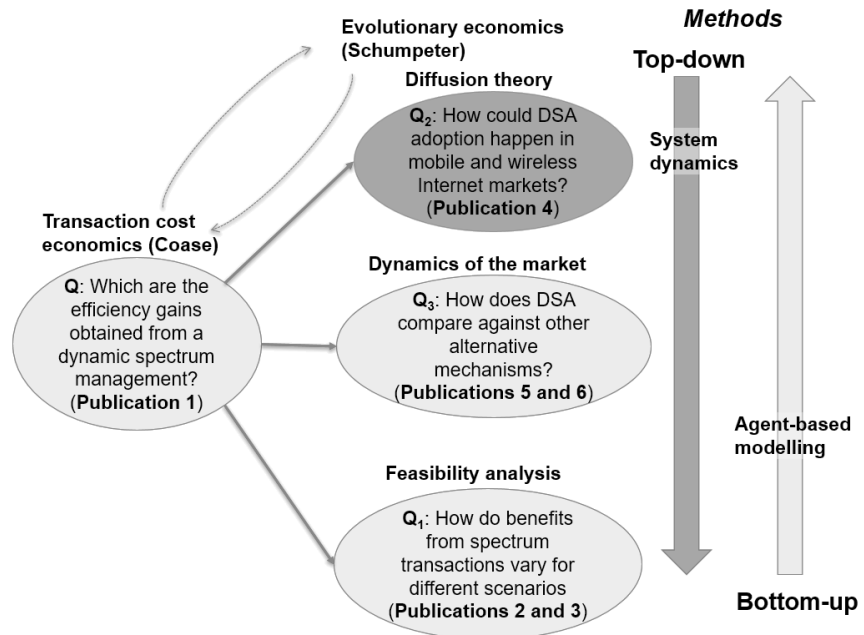 Evolutionary economics
(Schumpeter)
Methods
Top-down
Diffusion theory
Q2: How could DSA
adoption happen in
mobile and wireless
Internet markets?
(Publication 4)
System
dynamics
Transaction cost
economics (Coase)
Q: Which are the
efficiency gains
obtained from a
dynamic spectrum
management?
(Publication 1)
Dynamics of the market
Q3: How does DSA
compare against other
alternative
mechanisms?
(Publications 5 and 6)
Agent-based
modelling
Feasibility analysis
Q1: How do benefits
from spectrum
transactions vary for
different scenarios
(Publications 2 and 3)
Bottom-up